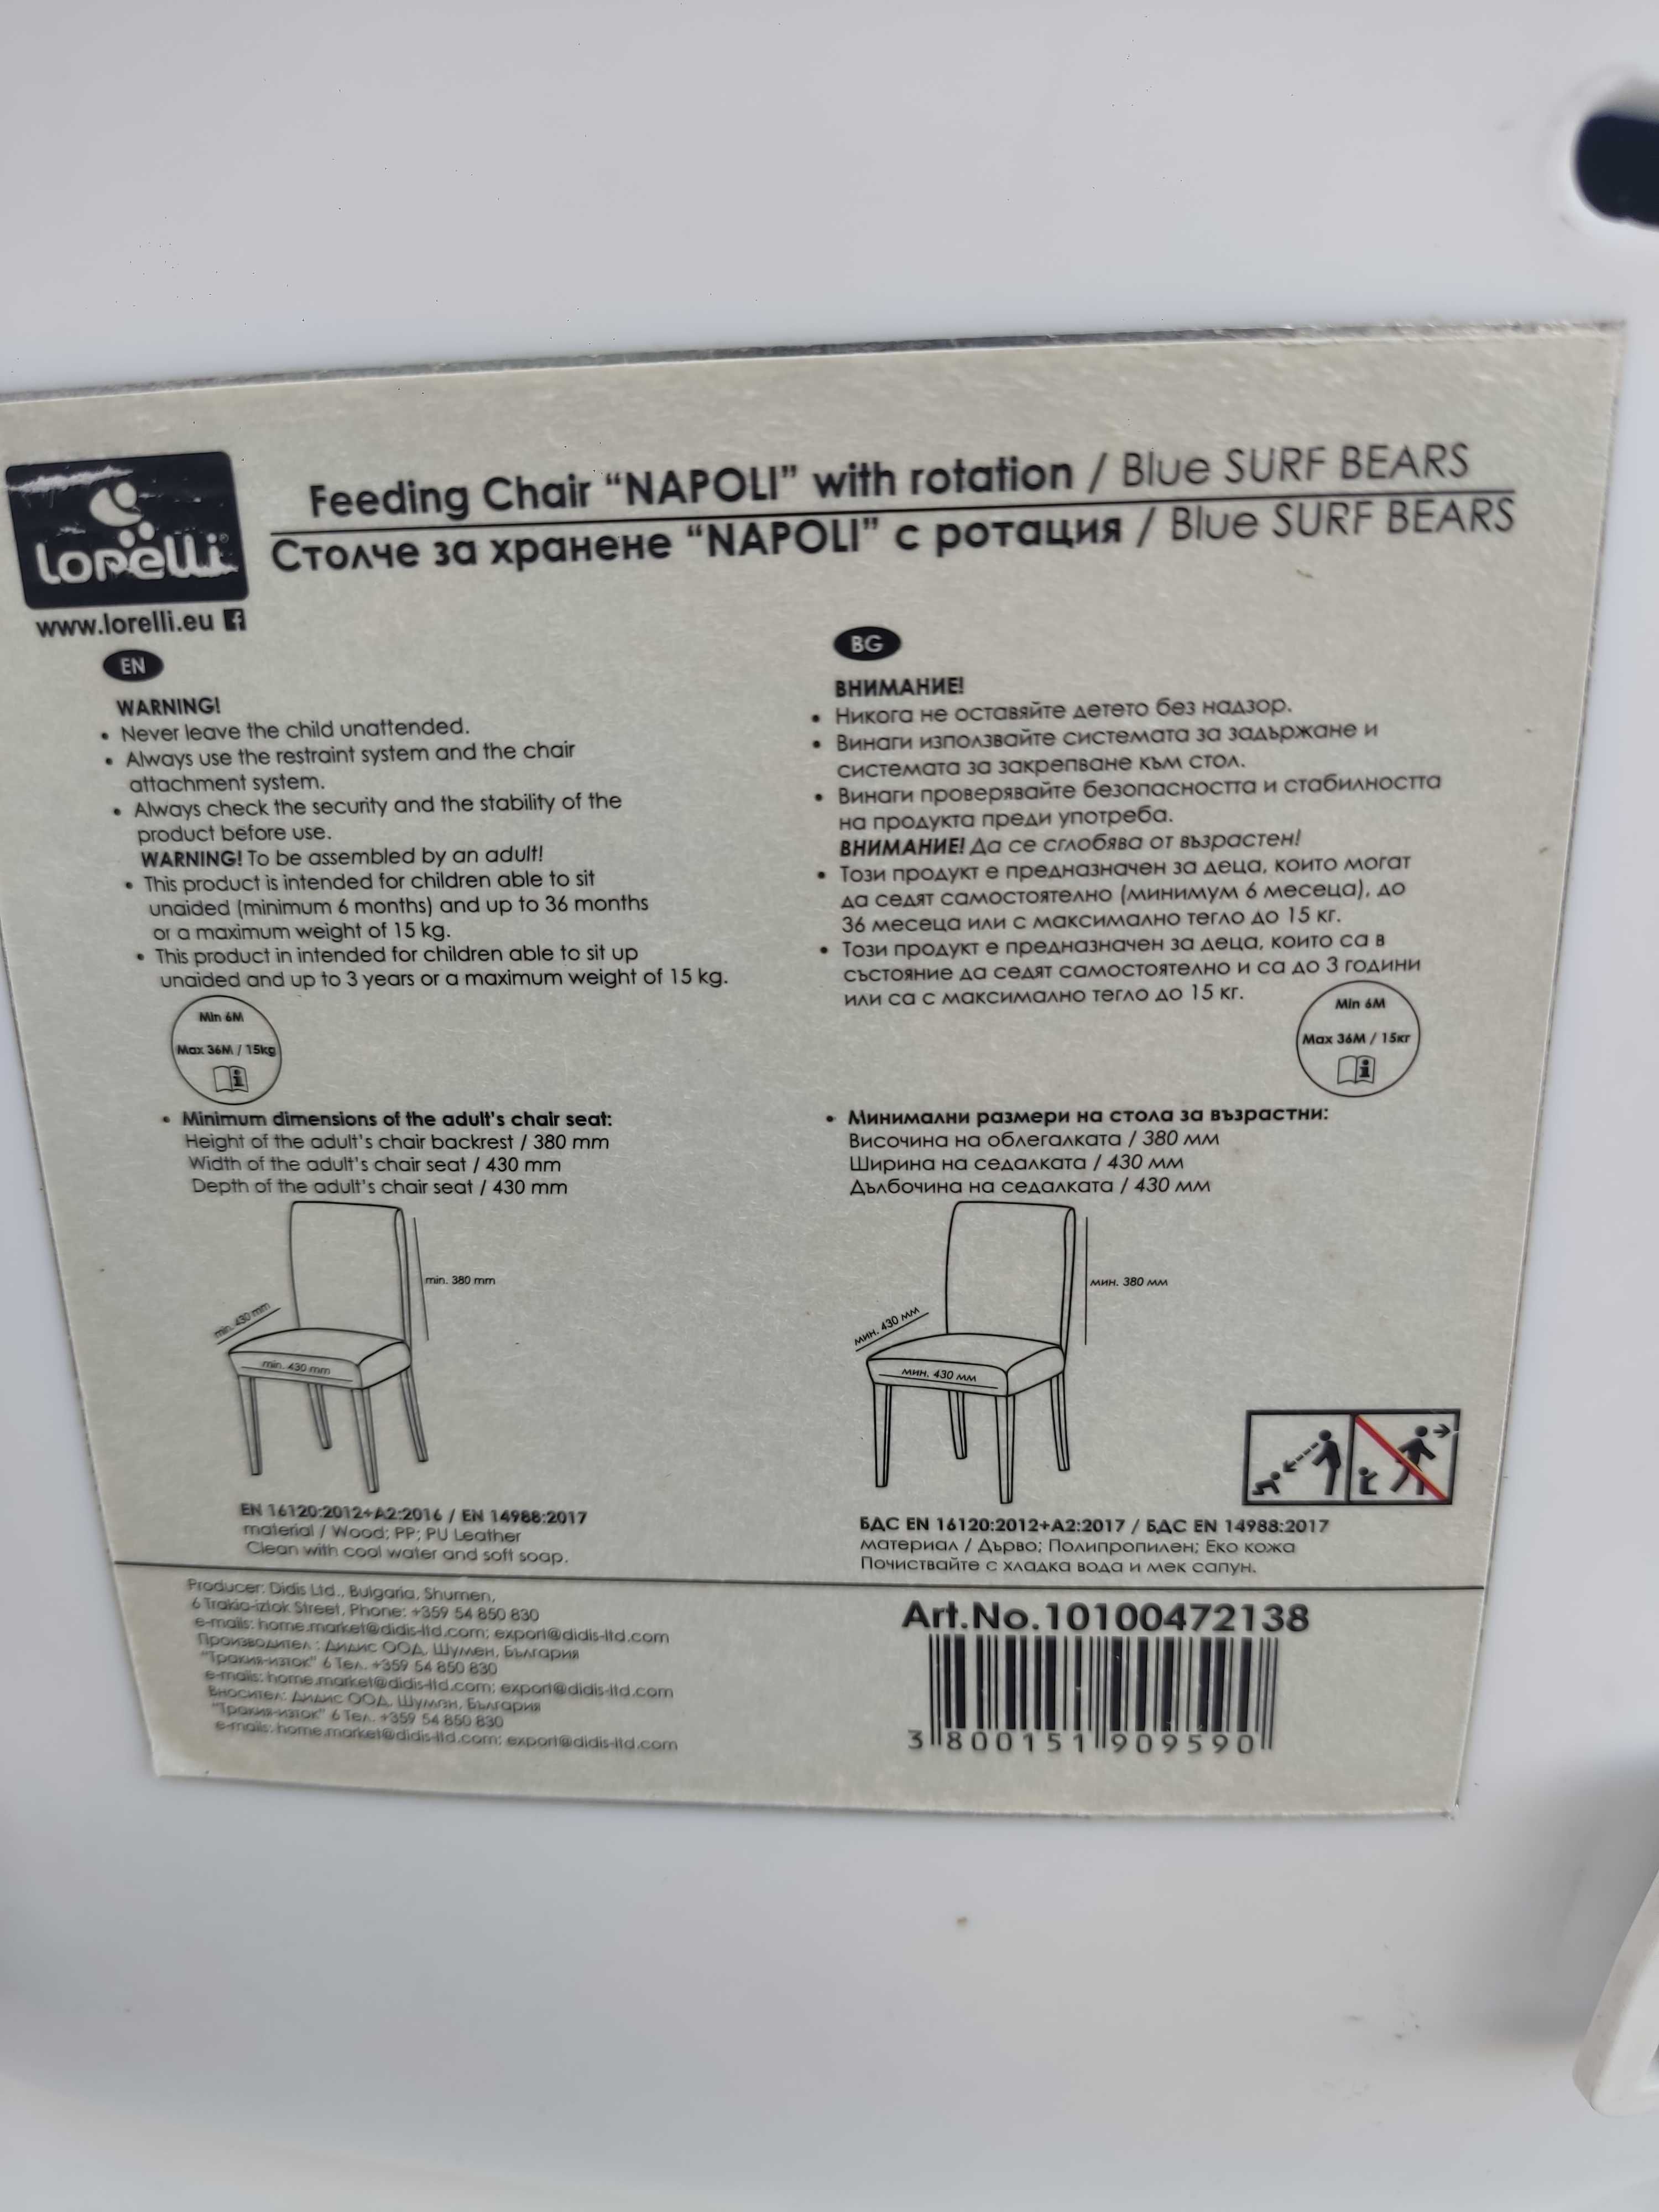 lorelli®
www.lorelli.eu
Feeding Chair “NAPOLI” with rotation / Blue SURF BEARS
Столче за хранене “NAPOLI” с ротация / Blue SURF BEARS
EN
WARNING!
• Never leave the child unattended.
• Always use the restraint system and the chair
attachment system.
• Always check the security and the stability of the
product before use.
WARNING! To be assembled by an adult!
• This product is intended for children able to sit
unaided (minimum 6 months) and up to 36 months
or a maximum weight of 15 kg.
• This product in intended for children able to sit up
unaided and up to 3 years or a maximum weight of 15 kg.
Min 6M
Max 36M / 15kg
• Minimum dimensions of the adult's chair seat:
Height of the adult's chair backrest / 380 mm
Width of the adult's chair seat / 430 mm
Depth of the adult's chair seat / 430 mm
min. 380 mm
min. 430 mm
min. 430 mm
EN 16120:2012+A2:2016 / EN 14988:2017
material / Wood; PP; PU Leather
Clean with cool water and soft soap.
BG
ВНИМАНИЕ!
• Никога не оставяйте детето без надзор.
• Винаги използвайте системата за задържане и
системата за закрепване към стол.
• Винаги проверявайте безопасността и стабилността
на продукта преди употреба.
ВНИМАНИЕ! Да се сглобява от възрастен!
• Този продукт е предназначен за деца, които могат
да седят самостоятелно (минимум 6 месеца), до
36 месеца или с максимално тегло до 15 кг.
• Този продукт е предназначен за деца, които са в
състояние да седят самостоятелно и са до 3 години
или са с максимално тегло до 15 кг.
Min 6M
Max 36M / 15кг
• Минимални размери на стола за възрастни:
Височина на облегалката / 380 мм
Ширина на седалката / 430 мм
Дълбочина на седалката / 430 мм
мин. 380 мм
мин. 430 мм
мин. 430 мм
БДС EN 16120:2012+A2:2017 / БДС EN 14988:2017
материал / Дърво; Полипропилен; Еко кожа
Почиствайте с хладка вода и мек сапун.
Producer: Didis Ltd., Bulgaria, Shumen,
6 Trakia-iztok Street, Phone: +359 54 850 830
e-mails: home.market@didis-ltd.com; export@didis-ltd.com
Производител : Дидис ООД, Шумен, България
"Тракия-изток" 6 Тел. +359 54 850 830
e-mails: home.market@didis-ltd.com; export@didis-ltd.com
Вносител: Дидис ООД, Шумен, България
"Тракия-изток" 6 Тел. +359 54 850 830
e-mails: home.market@didis-ltd.com; export@didis-ltd.com
Art.No.10100472138
3 800151 909590